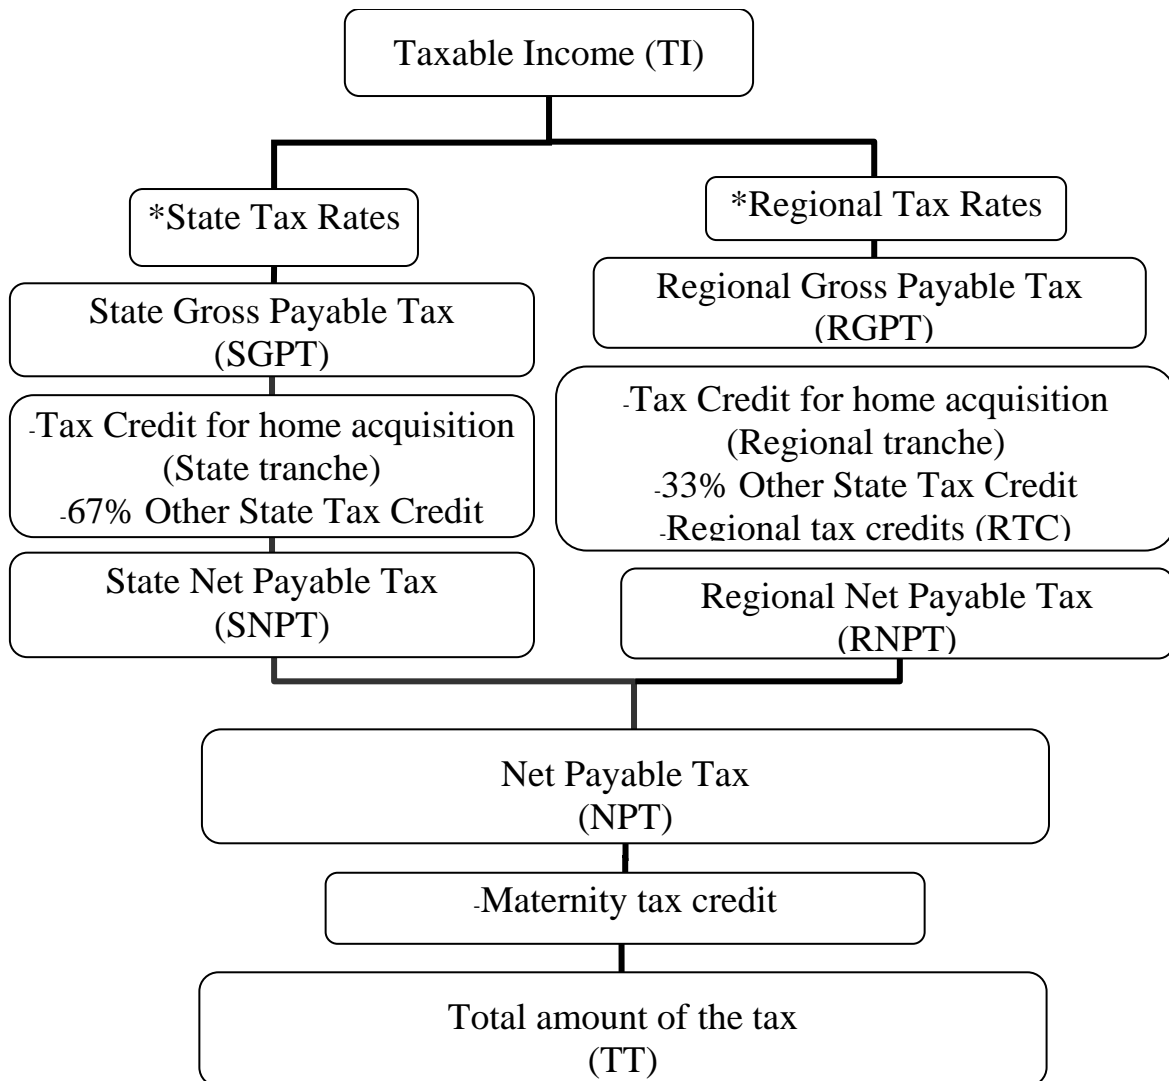 Taxable Income (TI)
*State Tax Rates
*Regional Tax Rates
State Gross Payable Tax
(SGPT)
Regional Gross Payable Tax
(RGPT)
-Tax Credit for home acquisition
(State tranche)
-67% Other State Tax Credit
-Tax Credit for home acquisition
(Regional tranche)
-33% Other State Tax Credit
-Regional tax credits (RTC)
State Net Payable Tax
(SNPT)
Regional Net Payable Tax
(RNPT)
Net Payable Tax
(NPT)
-Maternity tax credit
Total amount of the tax
(TT)